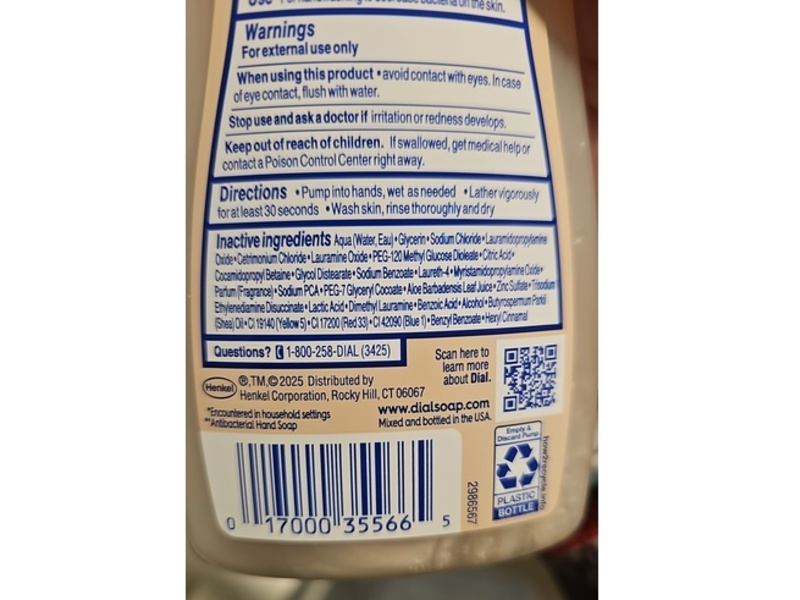 Use For handwashing to decrease bacteria on the skin.
Warnings
For external use only
When using this product • avoid contact with eyes. In case
of eye contact, flush with water.
Stop use and ask a doctor if irritation or redness develops.
Keep out of reach of children. If swallowed, get medical help or
contact a Poison Control Center right away.
Directions • Pump into hands, wet as needed • Lather vigorously
for at least 30 seconds • Wash skin, rinse thoroughly and dry
Inactive ingredients Aqua (Water, Eau) • Glycerin • Sodium Chloride • Lauramidopropylamine
Oxide • Cetrimonium Chloride • Lauramine Oxide • PEG-120 Methyl Glucose Dioleate • Citric Acid •
Cocamidopropyl Betaine • Glycol Distearate • Sodium Benzoate • Laureth-4 • Myristamidopropylamine Oxide •
Parfum (Fragrance) • Sodium PCA • PEG-7 Glyceryl Cocoate • Aloe Barbadensis Leaf Juice • Zinc Sulfate • Trisodium
Ethylenediamine Disuccinate • Lactic Acid • Dimethyl Lauramine • Benzoic Acid • Alcohol • Butyrospermum Parkii
(Shea) Oil • CI 19140 (Yellow 5) • CI 17200 (Red 33) • CI 42090 (Blue 1) • Benzyl Benzoate • Hexyl Cinnamal
Questions? 1-800-258-DIAL (3425)
Scan here to
learn more
about Dial.
Henkel
®,TM,© 2025 Distributed by
Henkel Corporation, Rocky Hill, CT 06067
*Encountered in household settings
**Antibacterial Hand Soap
www.dialsoap.com
Mixed and bottled in the USA.
Empty &
Discard Pump
PLASTIC
BOTTLE
how2recycle.info
2986567
0 17000 35566 5